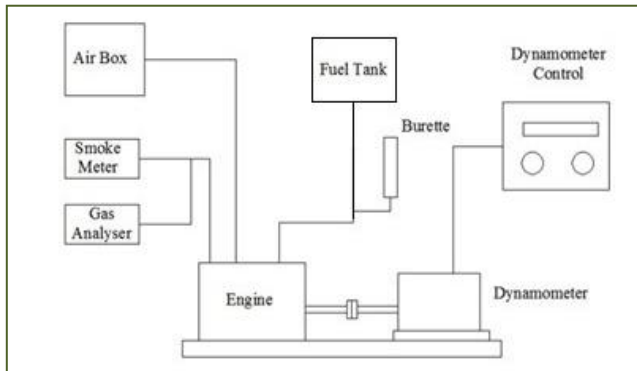 Air Box
Fuel Tank
Dynamometer
Control
Burette
Smoke
Meter
Gas
Analyser
Engine
Dynamometer